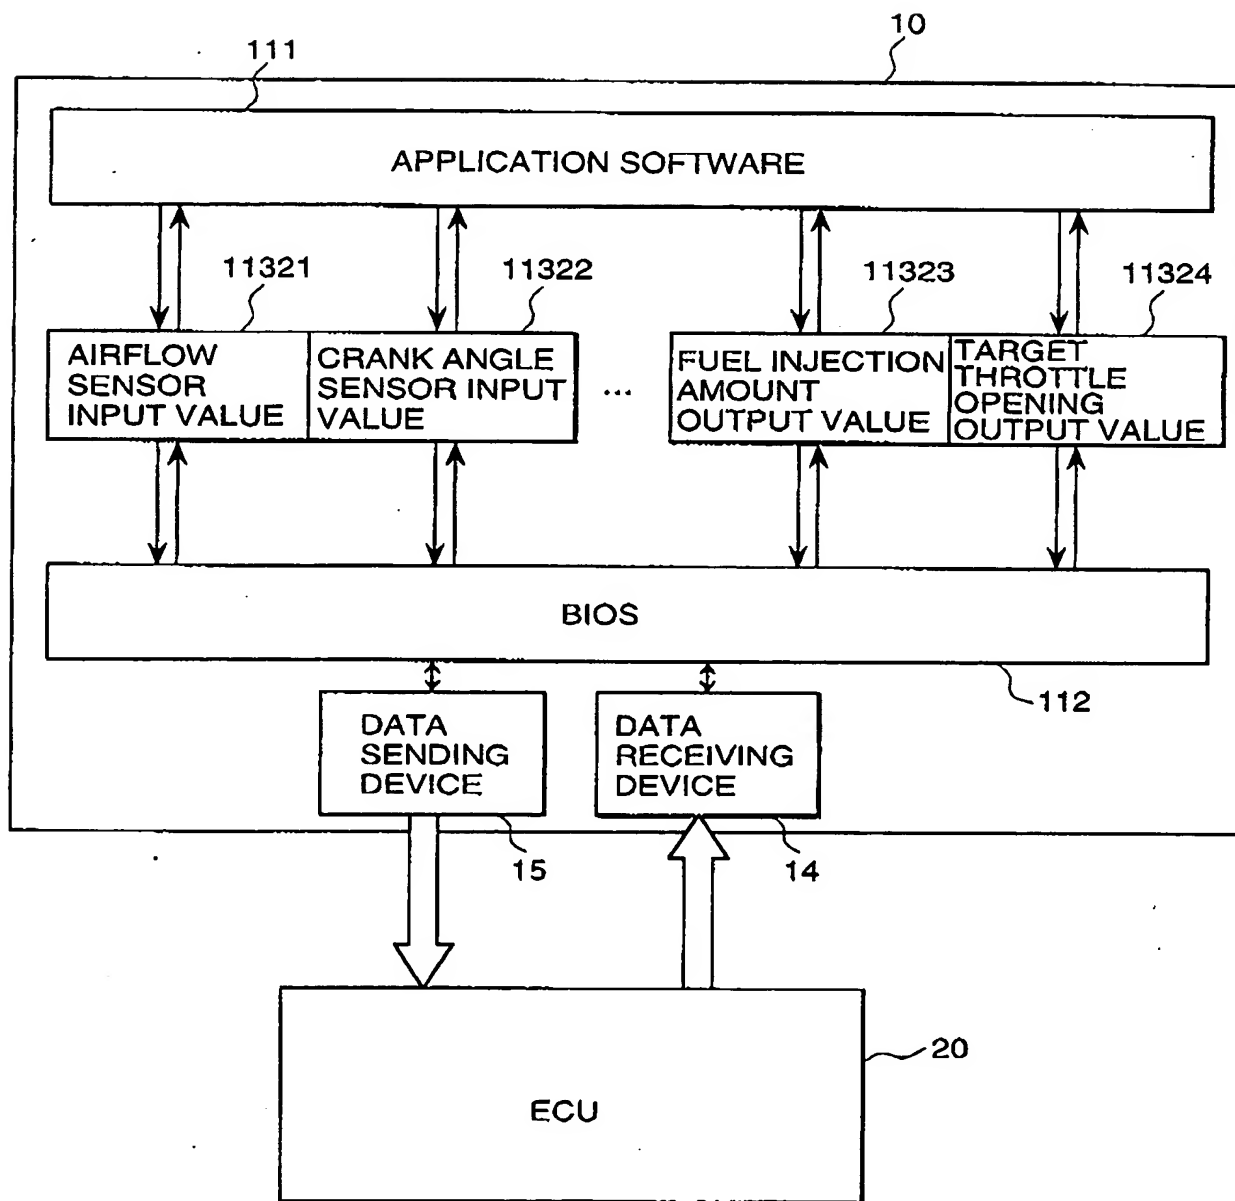 10
111
APPLICATION SOFTWARE
11321
11322
11323
11324
AIRFLOW
SENSOR
INPUT VALUE
CRANK ANGLE
SENSOR INPUT
VALUE
...
FUEL INJECTION
AMOUNT
OUTPUT VALUE
TARGET
THROTTLE
OPENING
OUTPUT VALUE
BIOS
112
DATA
SENDING
DEVICE
DATA
RECEIVING
DEVICE
15
14
20
ECU